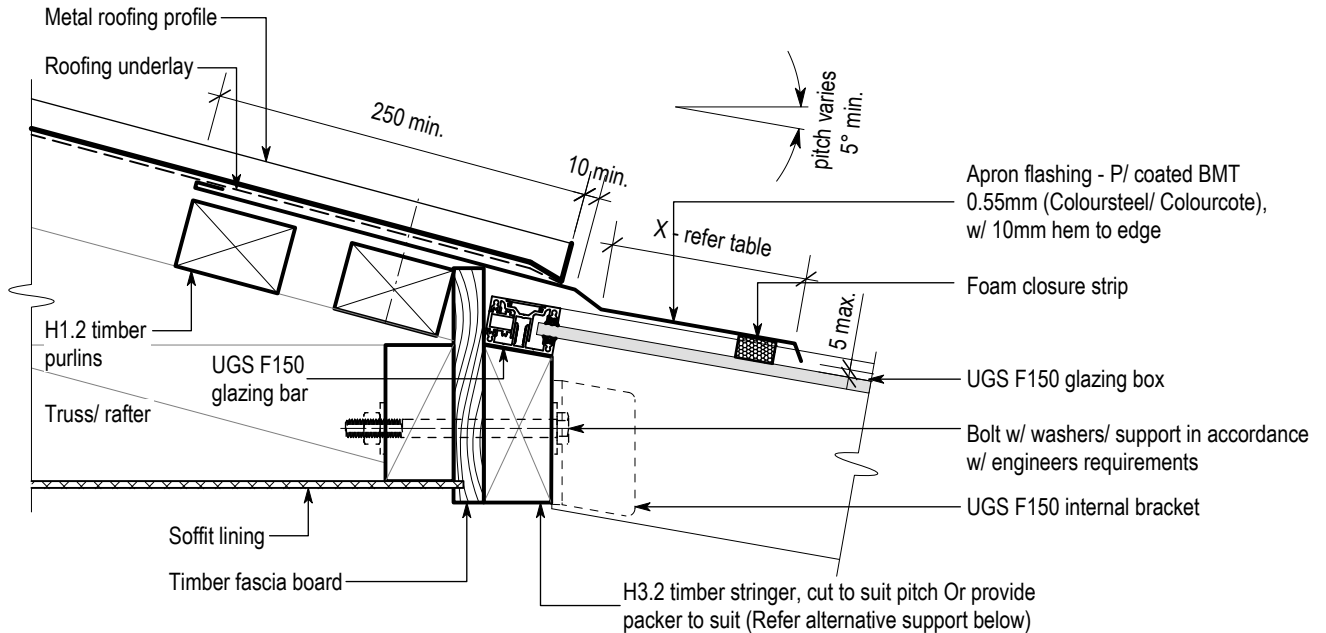 Metal roofing profile
Roofing underlay
250 min.
10 min.
pitch varies
5° min.
X - refer table
Apron flashing - P/ coated BMT
0.55mm (Coloursteel/ Colourcote),
w/ 10mm hem to edge
Foam closure strip
5 max.
H1.2 timber
purlins
UGS F150
glazing bar
UGS F150 glazing box
Truss/ rafter
Bolt w/ washers/ support in accordance
w/ engineers requirements
UGS F150 internal bracket
Soffit lining
Timber fascia board
H3.2 timber stringer, cut to suit pitch Or provide
packer to suit (Refer alternative support below)